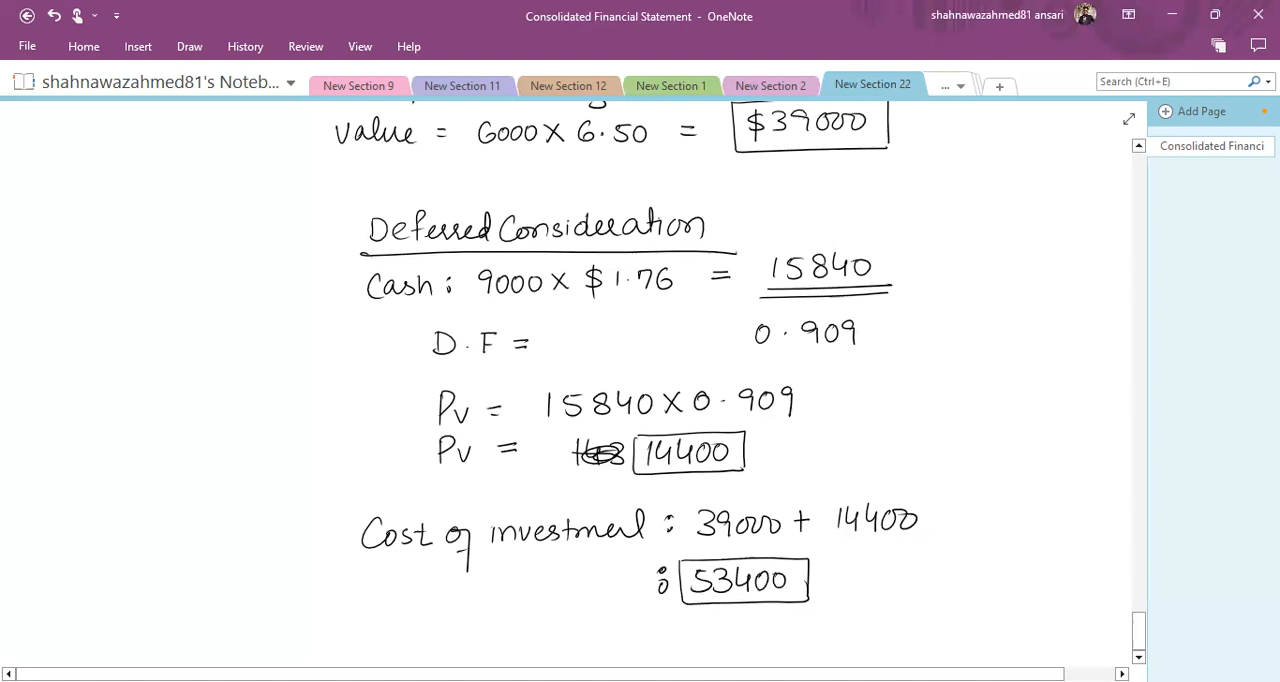 Consolidated Financial Statement - OneNote
shahnawazahmed81 ansari
File Home Insert Draw History Review View Help
shahnawazahmed81's Noteb...
New Section 9 New Section 11 New Section 12 New Section 1 New Section 2 New Section 22 ...
Search (Ctrl+E)
Add Page
Consolidated Financi
Value = 6000 X 6.50 = $39000
Deferred Consideration
Cash: 9000 X $1.76 = 15840
D.F = 0.909
Pv = 15840 X 0.909
Pv = 14400
Cost of investment : 39000 + 14400
: 53400